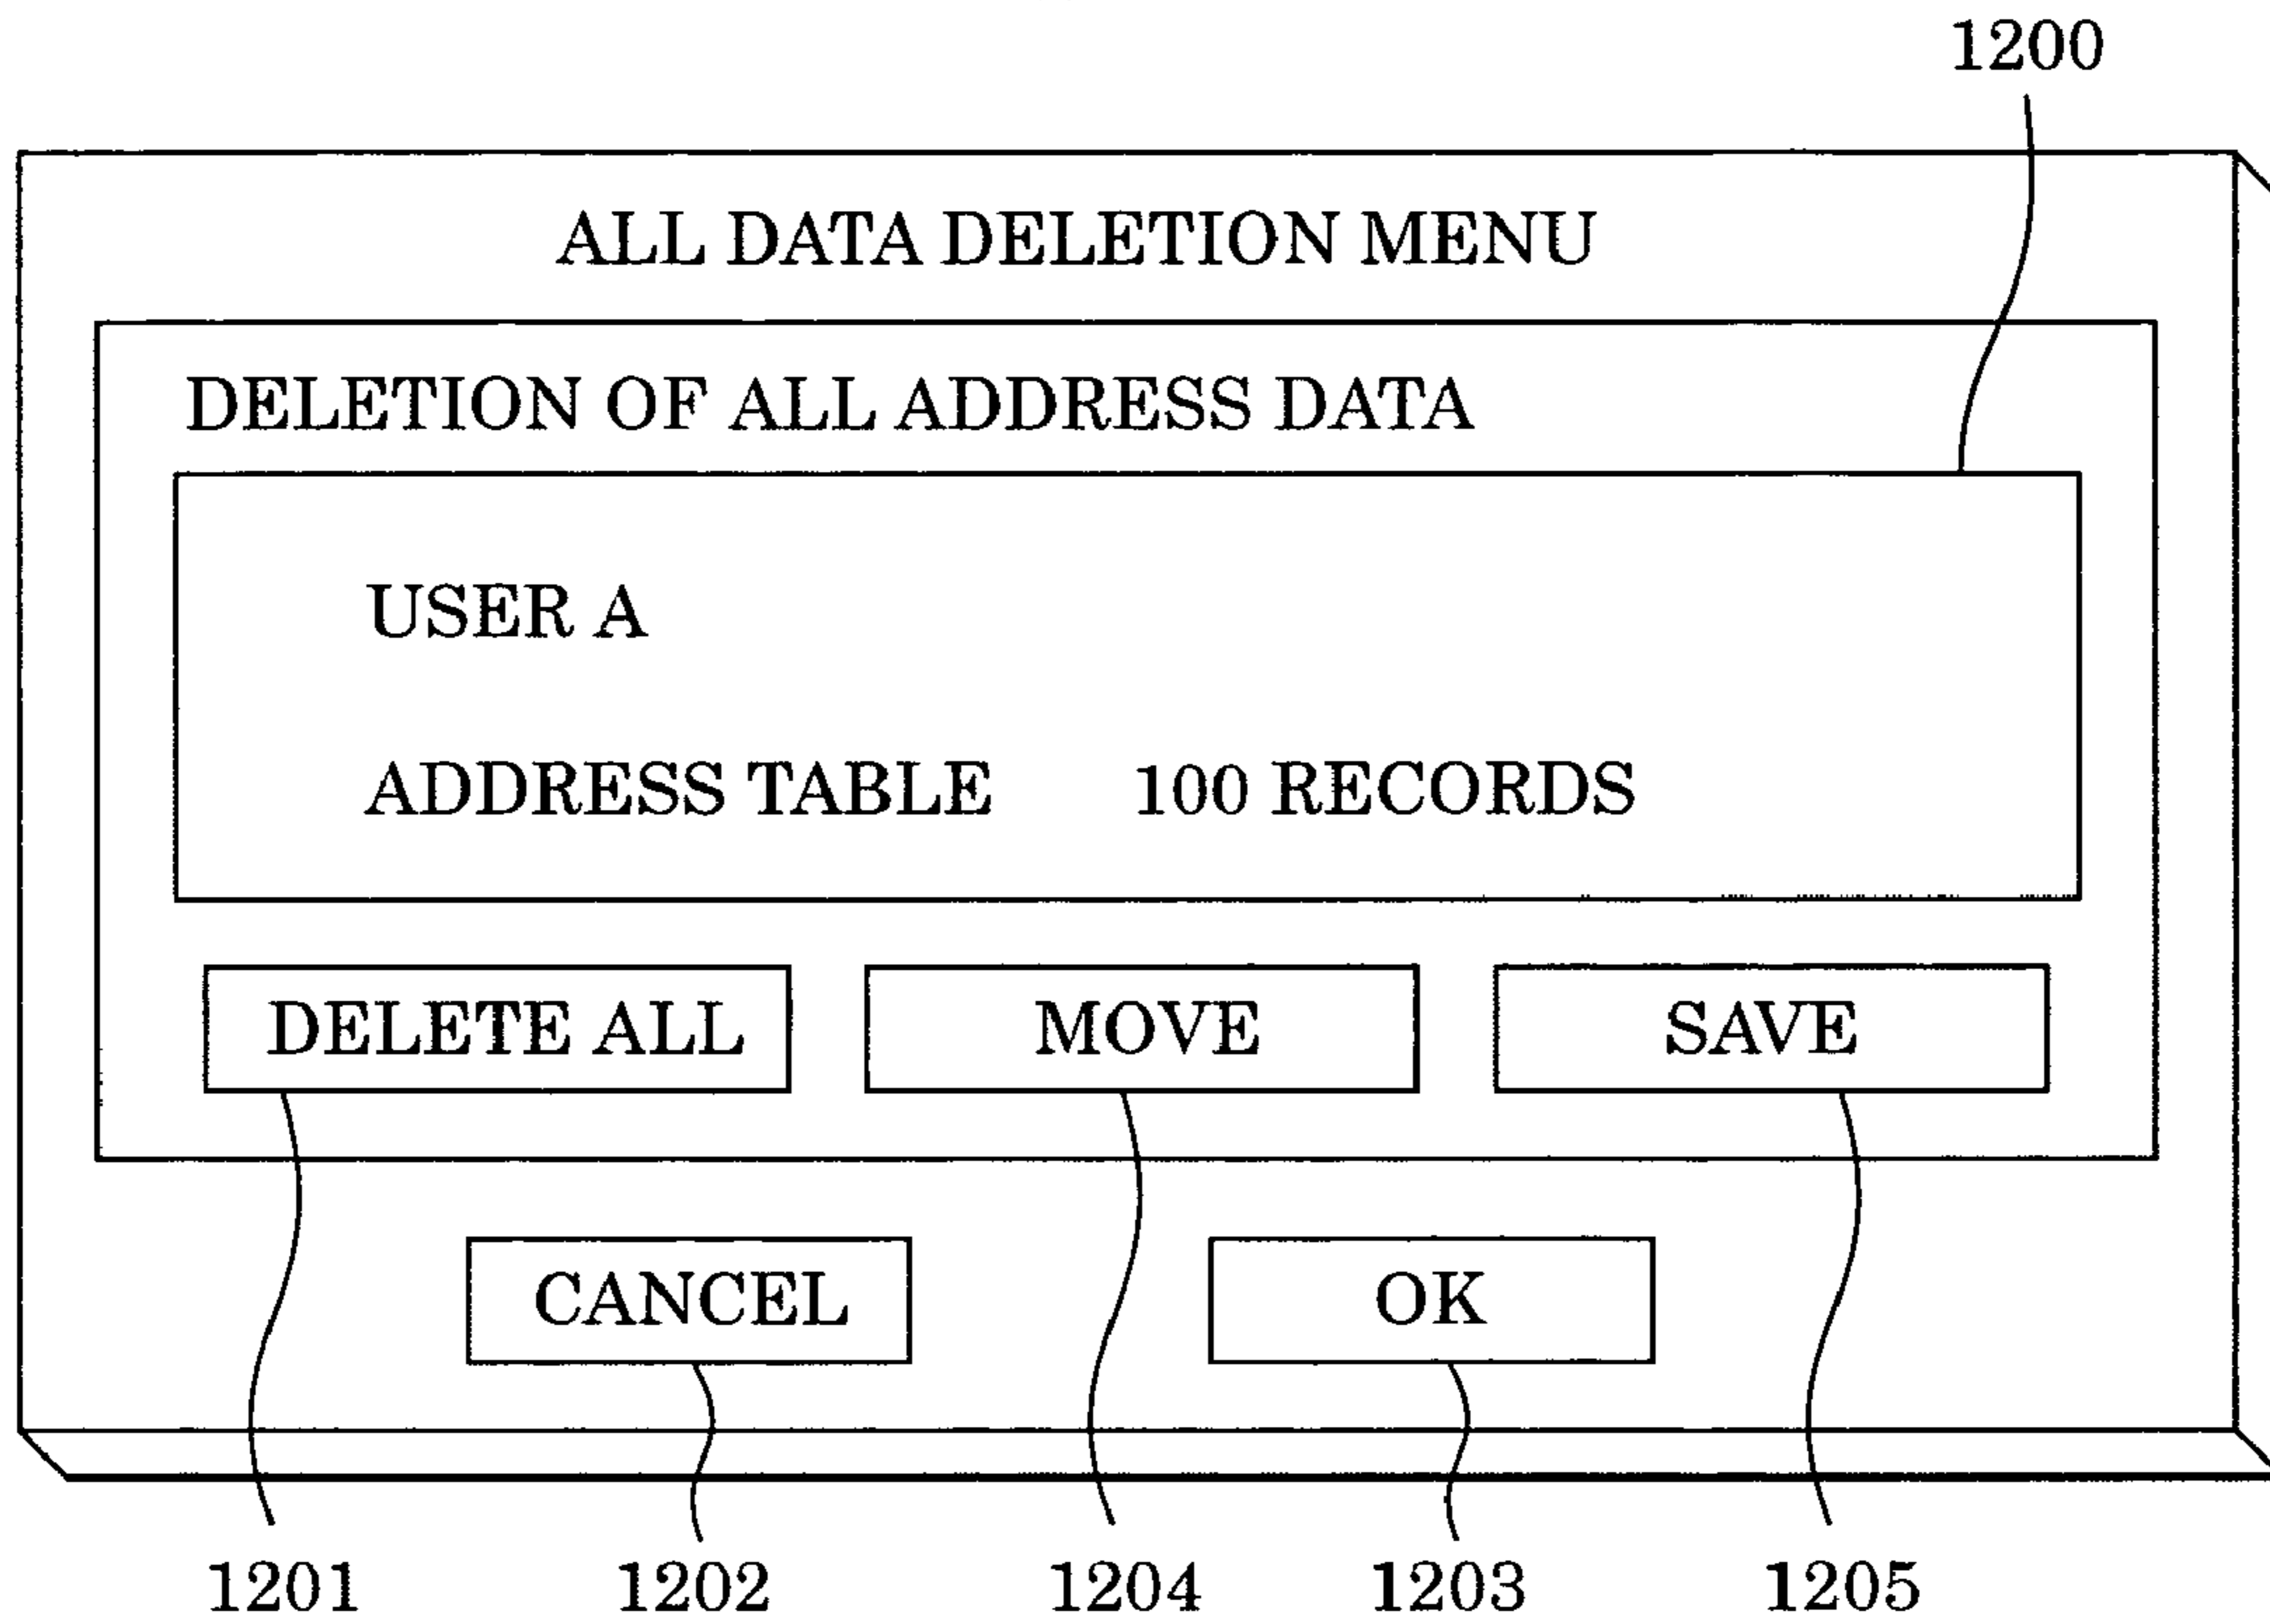 1200
ALL DATA DELETION MENU
DELETION OF ALL ADDRESS DATA
USER A
ADDRESS TABLE 100 RECORDS
DELETE ALL MOVE SAVE
CANCEL OK
1201 1202 1204 1203 1205